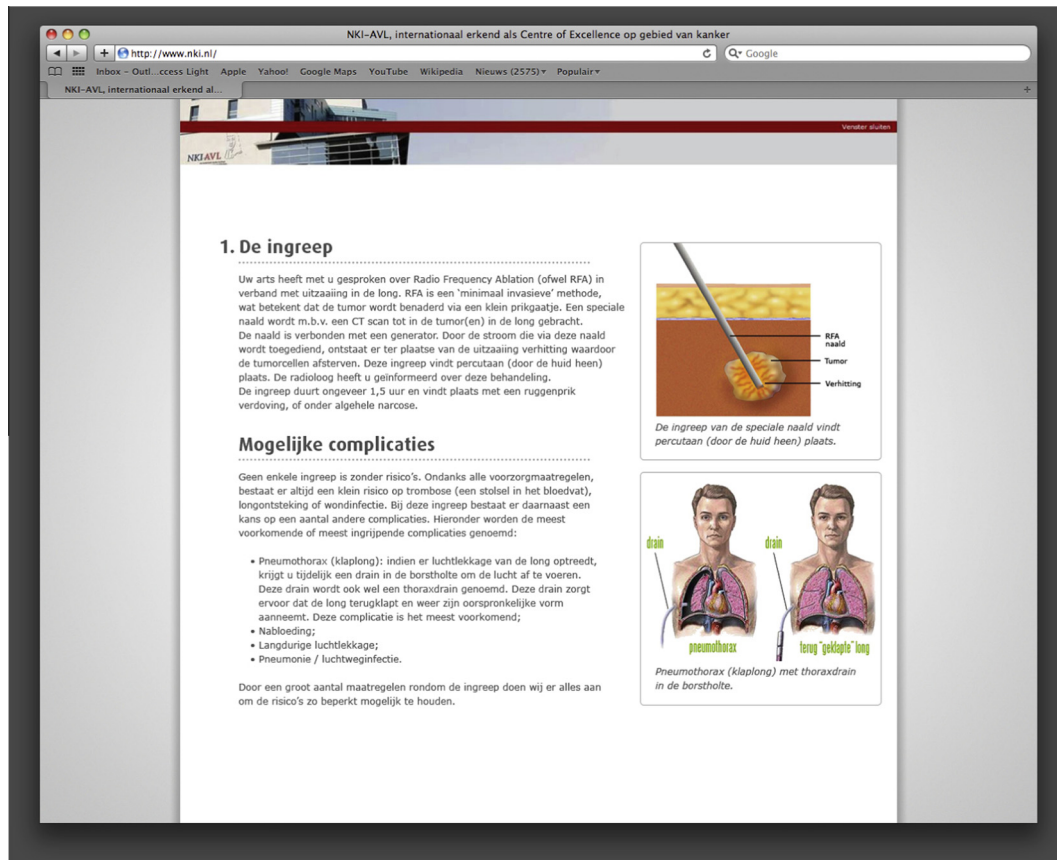 NKI-AVL, internationaal erkend als Centre of Excellence op gebied van kanker
http://www.nki.nl/
Google
Inbox - Outl...ccess Light Apple Yahoo! Google Maps YouTube Wikipedia Nieuws (2575) Populair
NKI-AVL, internationaal erkend al...
Venster sluiten
NKI AVL
1. De ingreep
Uw arts heeft met u gesproken over Radio Frequency Ablation (ofwel RFA) in
verband met uitzaaiing in de long. RFA is een 'minimaal invasieve' methode,
wat betekent dat de tumor wordt benaderd via een klein prikgaatje. Een speciale
naald wordt m.b.v. een CT scan tot in de tumor(en) in de long gebracht.
De naald is verbonden met een generator. Door de stroom die via deze naald
wordt toegediend, ontstaat er ter plaatse van de uitzaaiing verhitting waardoor
de tumorcellen afsterven. Deze ingreep vindt percutaan (door de huid heen)
plaats. De radioloog heeft u geïnformeerd over deze behandeling.
De ingreep duurt ongeveer 1,5 uur en vindt plaats met een ruggenprik
verdoving, of onder algehele narcose.
Mogelijke complicaties
Geen enkele ingreep is zonder risico's. Ondanks alle voorzorgmaatregelen,
bestaat er altijd een klein risico op trombose (een stolsel in het bloedvat),
longontsteking of wondinfectie. Bij deze ingreep bestaat er daarnaast een
kans op een aantal andere complicaties. Hieronder worden de meest
voorkomende of meest ingrijpende complicaties genoemd:
• Pneumothorax (klaplong): indien er luchtlekkage van de long optreedt,
krijgt u tijdelijk een drain in de borstholte om de lucht af te voeren.
Deze drain wordt ook wel een thoraxdrain genoemd. Deze drain zorgt
ervoor dat de long terugklapt en weer zijn oorspronkelijke vorm
aanneemt. Deze complicatie is het meest voorkomend;
• Nabloeding;
• Langdurige luchtlekkage;
• Pneumonie / luchtweginfectie.
Door een groot aantal maatregelen rondom de ingreep doen wij er alles aan
om de risico's zo beperkt mogelijk te houden.
RFA
naald
Tumor
Verhitting
De ingreep van de speciale naald vindt
percutaan (door de huid heen) plaats.
drain
drain
pneumothorax
terug "geklapte" long
Pneumothorax (klaplong) met thoraxdrain
in de borstholte.